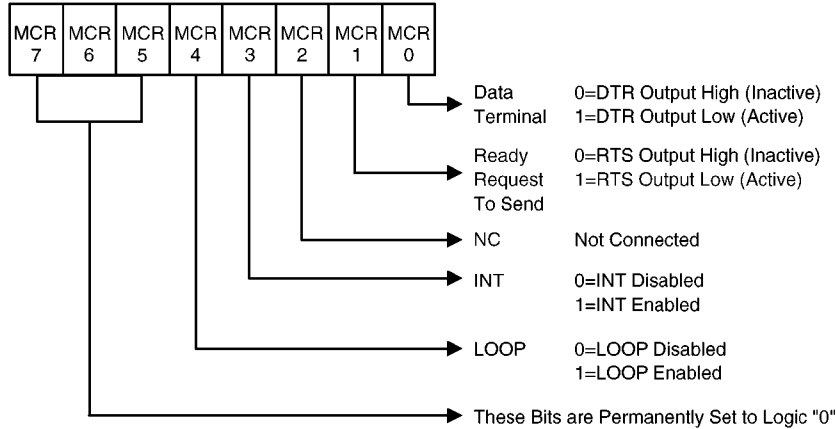 MCR 7 MCR 6 MCR 5 MCR 4 MCR 3 MCR 2 MCR 1 MCR 0
Data 0=DTR Output High (Inactive)
Terminal 1=DTR Output Low (Active)
Ready 0=RTS Output High (Inactive)
Request 1=RTS Output Low (Active)
To Send
NC Not Connected
INT 0=INT Disabled
1=INT Enabled
LOOP 0=LOOP Disabled
1=LOOP Enabled
These Bits are Permanently Set to Logic "0"